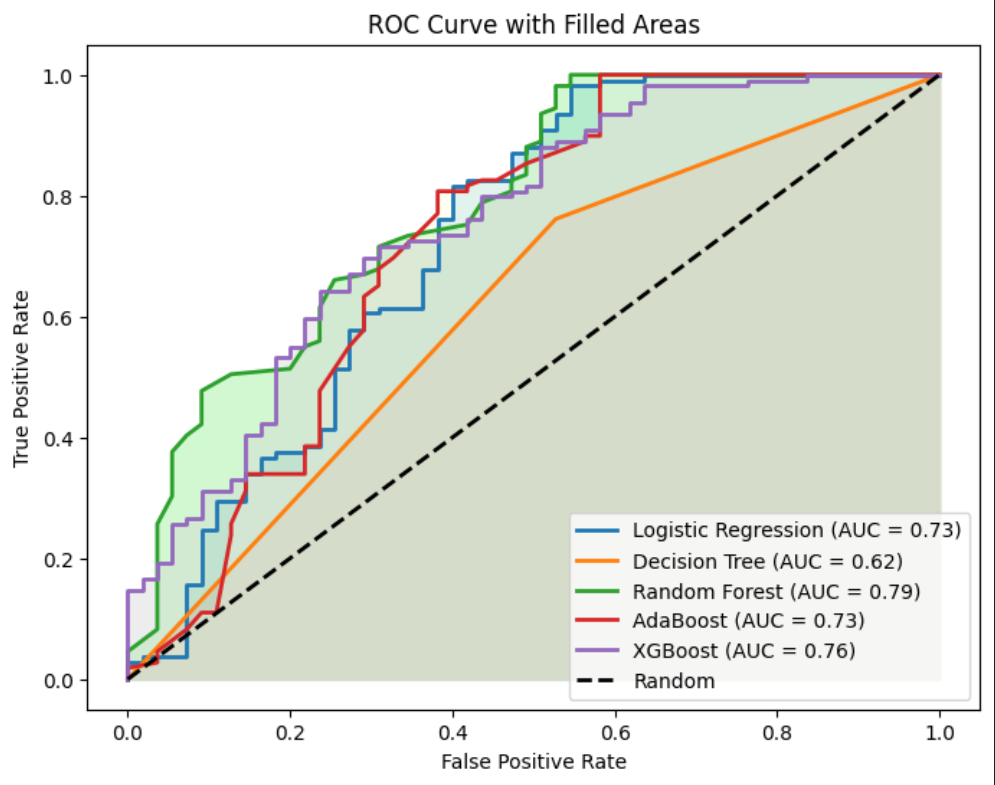 ROC Curve with Filled Areas
True Positive Rate
1.0
0.8
0.6
0.4
0.2
0.0
Logistic Regression (AUC = 0.73)
Decision Tree (AUC = 0.62)
Random Forest (AUC = 0.79)
AdaBoost (AUC = 0.73)
XGBoost (AUC = 0.76)
Random
0.0 0.2 0.4 0.6 0.8 1.0
False Positive Rate